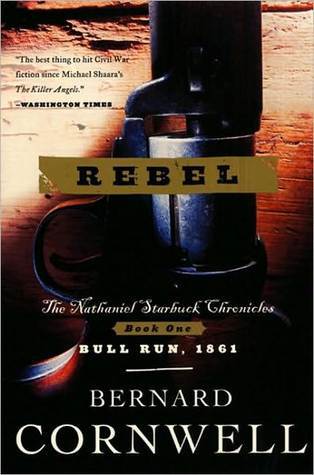 "The best thing to hit Civil War
fiction since Michael Shaara's
The Killer Angels."
–WASHINGTON TIMES
REBEL
The Nathaniel Starbuck Chronicles
Book One
BULL RUN, 1861
BERNARD
CORNWELL